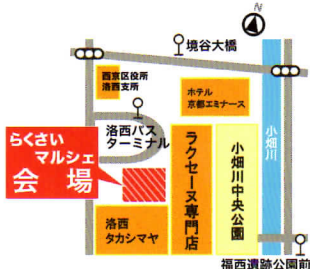 N
境谷大橋
西京区役所
洛西支所
ホテル
京都エミナース
洛西バス
ターミナル
小畑川
らくさい
マルシェ
会場
ラクセーヌ専門店
小畑川中央公園
洛西
タカシマヤ
福西遺跡公園前